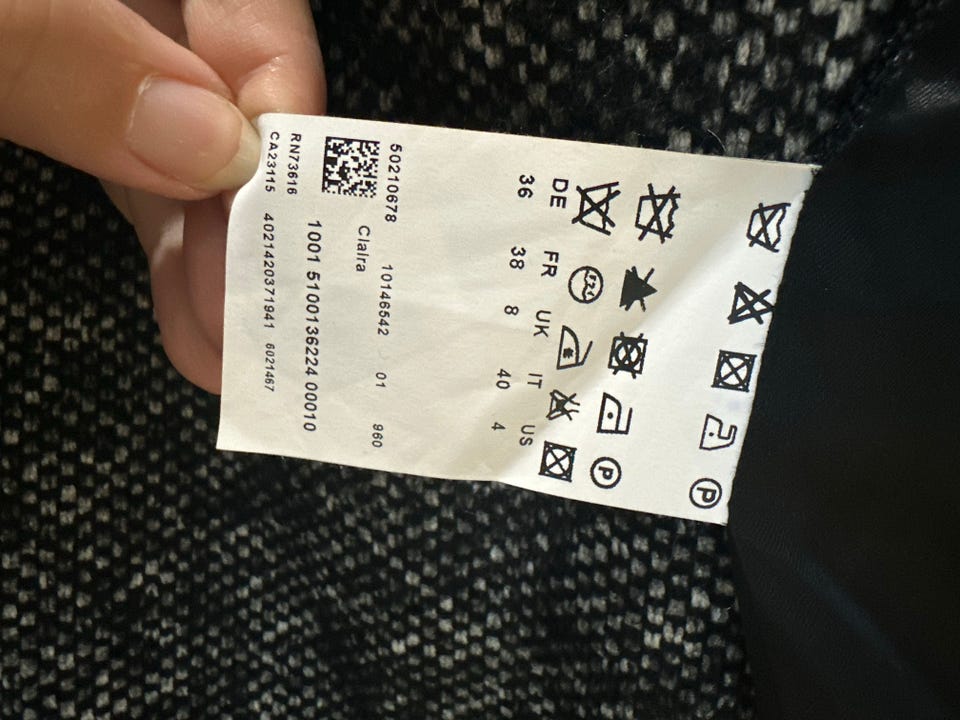 DE FR UK IT US
36 38 8 40 4
50210678 10146542 01 960
Claira
1001 5100136224 00010
RN73616
CA23115 4021420371941 6021467